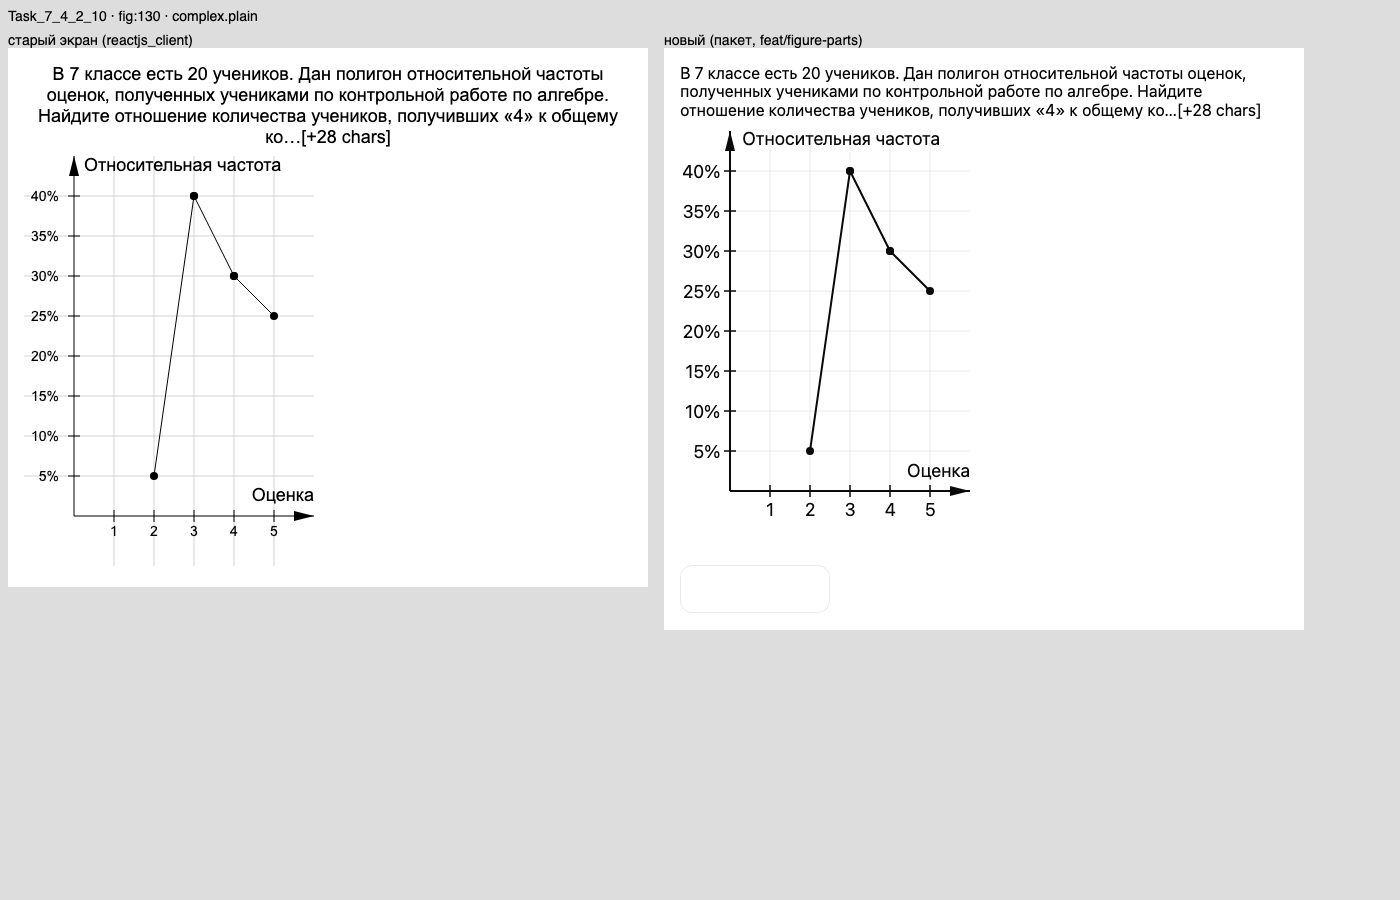 Task_7_4_2_10 · fig:130 · complex.plain
старый экран (reactjs_client)
В 7 классе есть 20 учеников. Дан полигон относительной частоты
оценок, полученных учениками по контрольной работе по алгебре.
Найдите отношение количества учеников, получивших «4» к общему
ко…[+28 chars]
Относительная частота
40%
35%
30%
25%
20%
15%
10%
5%
Оценка
1 2 3 4 5
новый (пакет, feat/figure-parts)
В 7 классе есть 20 учеников. Дан полигон относительной частоты оценок,
полученных учениками по контрольной работе по алгебре. Найдите
отношение количества учеников, получивших «4» к общему ко…[+28 chars]
Относительная частота
40%
35%
30%
25%
20%
15%
10%
5%
Оценка
1 2 3 4 5